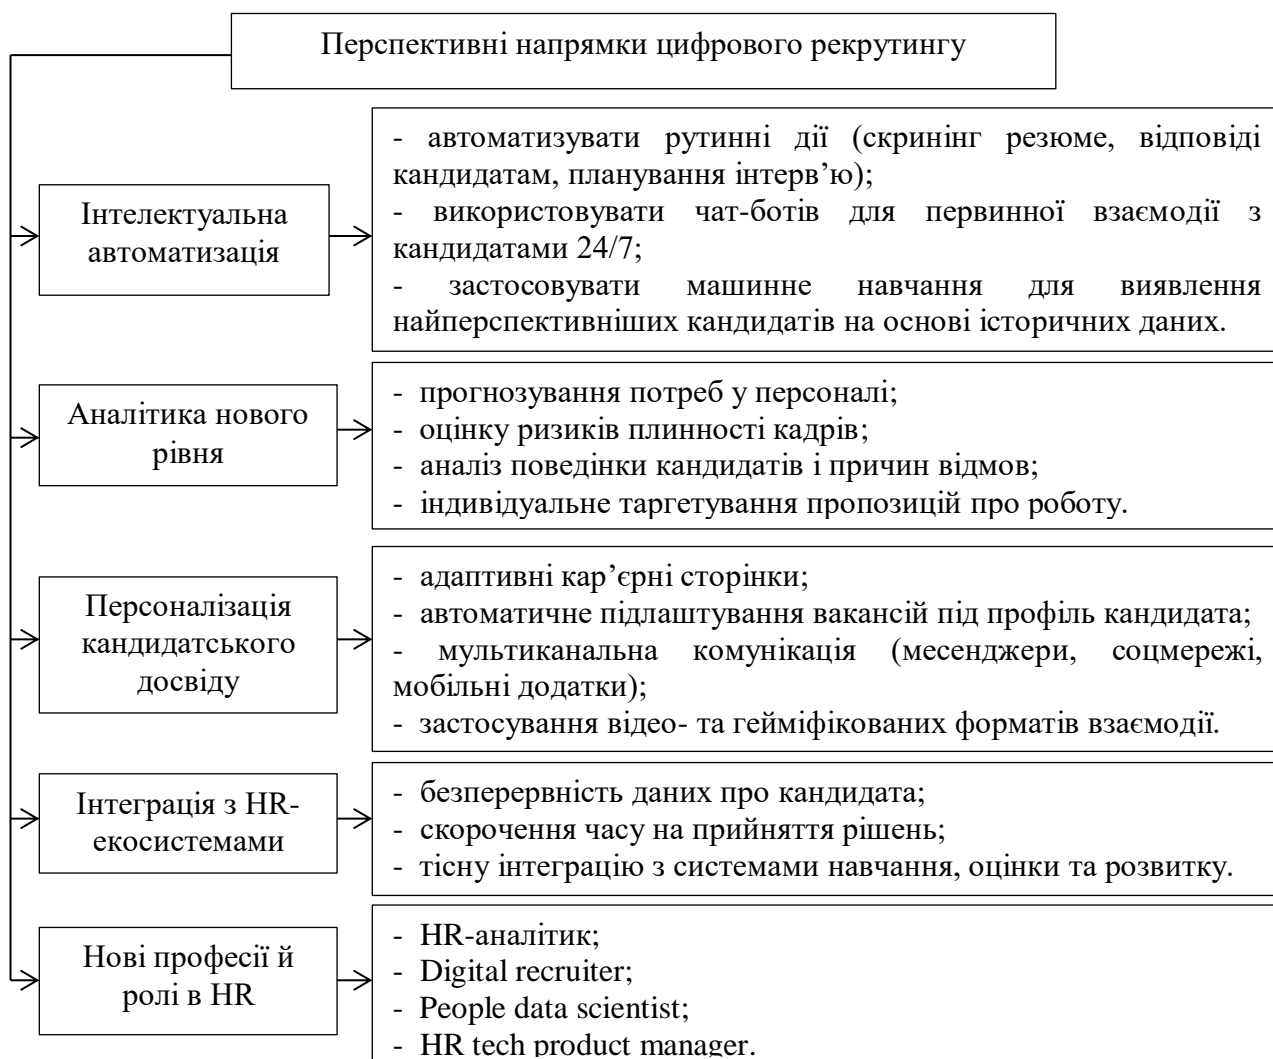 Перспективні напрямки цифрового рекрутингу
Інтелектуальна
автоматизація
- автоматизувати рутинні дії (скринінг резюме, відповіді
кандидатам, планування інтерв’ю);
- використовувати чат-ботів для первинної взаємодії з
кандидатами 24/7;
- застосовувати машинне навчання для виявлення
найперспективніших кандидатів на основі історичних даних.
Аналітика нового
рівня
- прогнозування потреб у персоналі;
- оцінку ризиків плинності кадрів;
- аналіз поведінки кандидатів і причин відмов;
- індивідуальне таргетування пропозицій про роботу.
Персоналізація
кандидатського
досвіду
- адаптивні кар’єрні сторінки;
- автоматичне підлаштування вакансій під профіль кандидата;
- мультиканальна комунікація (месенджери, соцмережі,
мобільні додатки);
- застосування відео- та гейміфікованих форматів взаємодії.
Інтеграція з HR-
екосистемами
- безперервність даних про кандидата;
- скорочення часу на прийняття рішень;
- тісну інтеграцію з системами навчання, оцінки та розвитку.
Нові професії й
ролі в HR
- HR-аналітик;
- Digital recruiter;
- People data scientist;
- HR tech product manager.